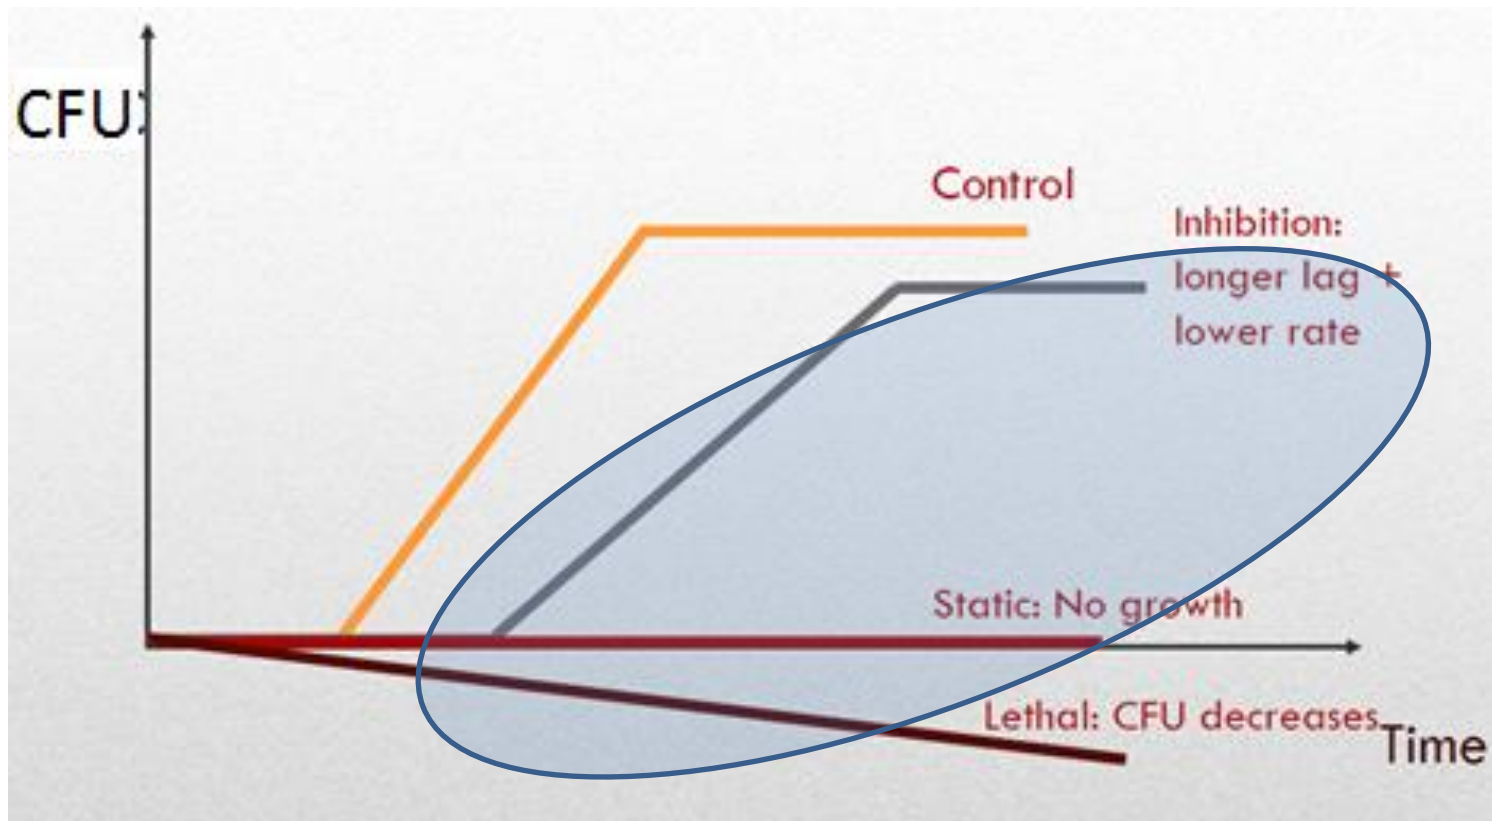 CFU
Control
Inhibition:
longer lag +
lower rate
Static: No growth
Lethal: CFU decreases
Time